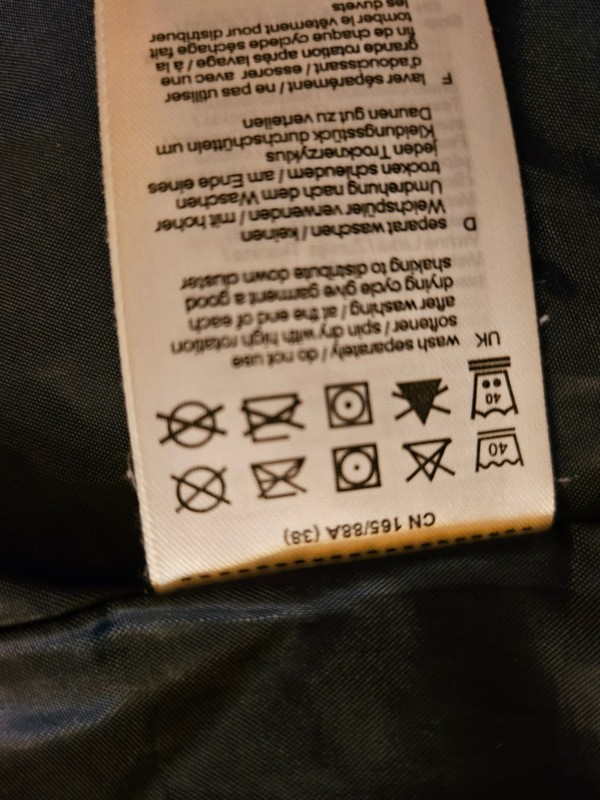 CN 165/88A (38)
40
40
UK wash separately / do not use
softener / spin dry with high rotation
after washing / at the end of each
drying cycle give garment a good
shaking to distribute down cluster
D separat waschen / keinen
Weichspüler verwenden / mit hoher
Umdrehung nach dem Waschen
trocken schleudern / am Ende eines
jeden Trocknerzyklus
Kleidungsstück durchschütteln um
Daunen gut zu verteilen
F laver séparément / ne pas utiliser
d'adoucissant / essorer avec une
grande rotation après lavage / à la
fin de chaque cyclede séchage fait
tomber le vêtement pour distribuer
les duvets